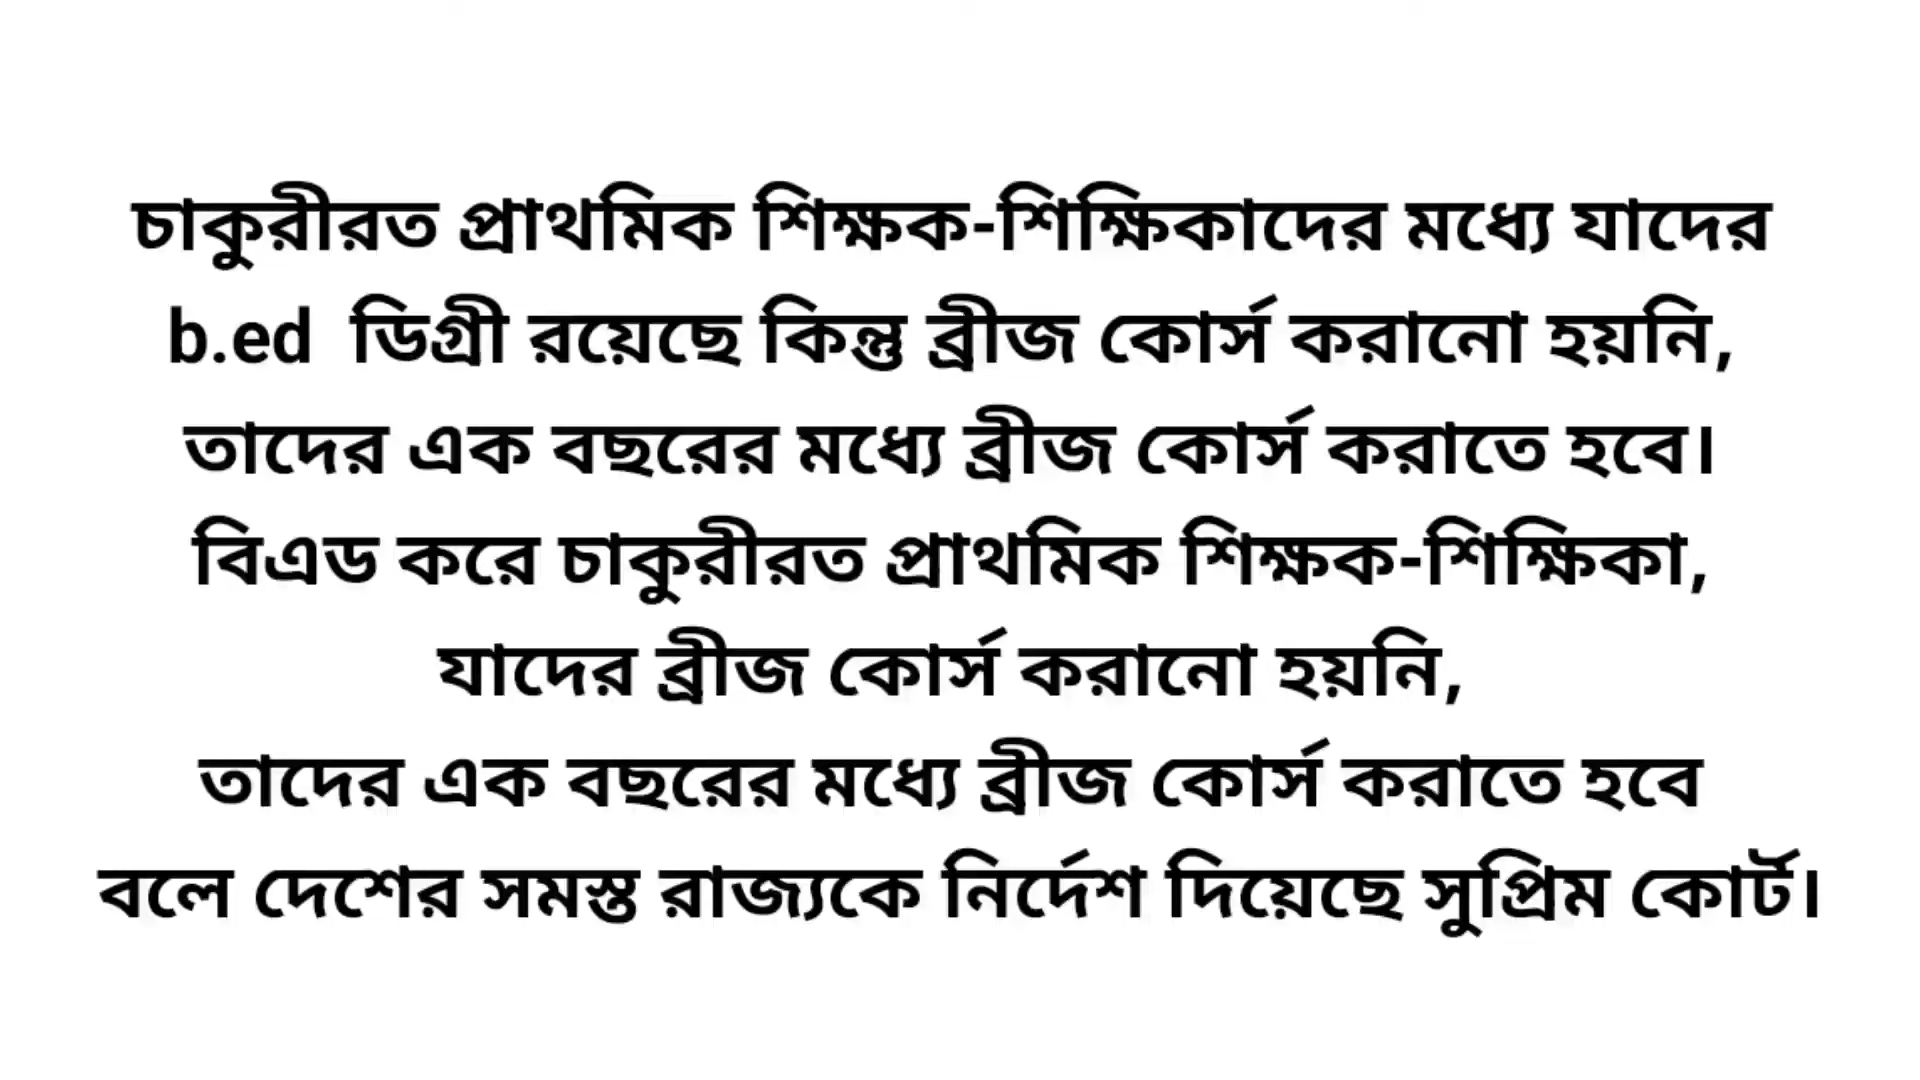 চাকুরীরত প্রাথমিক শিক্ষক-শিক্ষিকাদের মধ্যে যাদের
b.ed ডিগ্রী রয়েছে কিন্তু ব্রীজ কোর্স করানো হয়নি,
তাদের এক বছরের মধ্যে ব্রীজ কোর্স করাতে হবে।
বিএড করে চাকুরীরত প্রাথমিক শিক্ষক-শিক্ষিকা,
যাদের ব্রীজ কোর্স করানো হয়নি,
তাদের এক বছরের মধ্যে ব্রীজ কোর্স করাতে হবে
বলে দেশের সমস্ত রাজ্যকে নির্দেশ দিয়েছে সুপ্রিম কোর্ট।